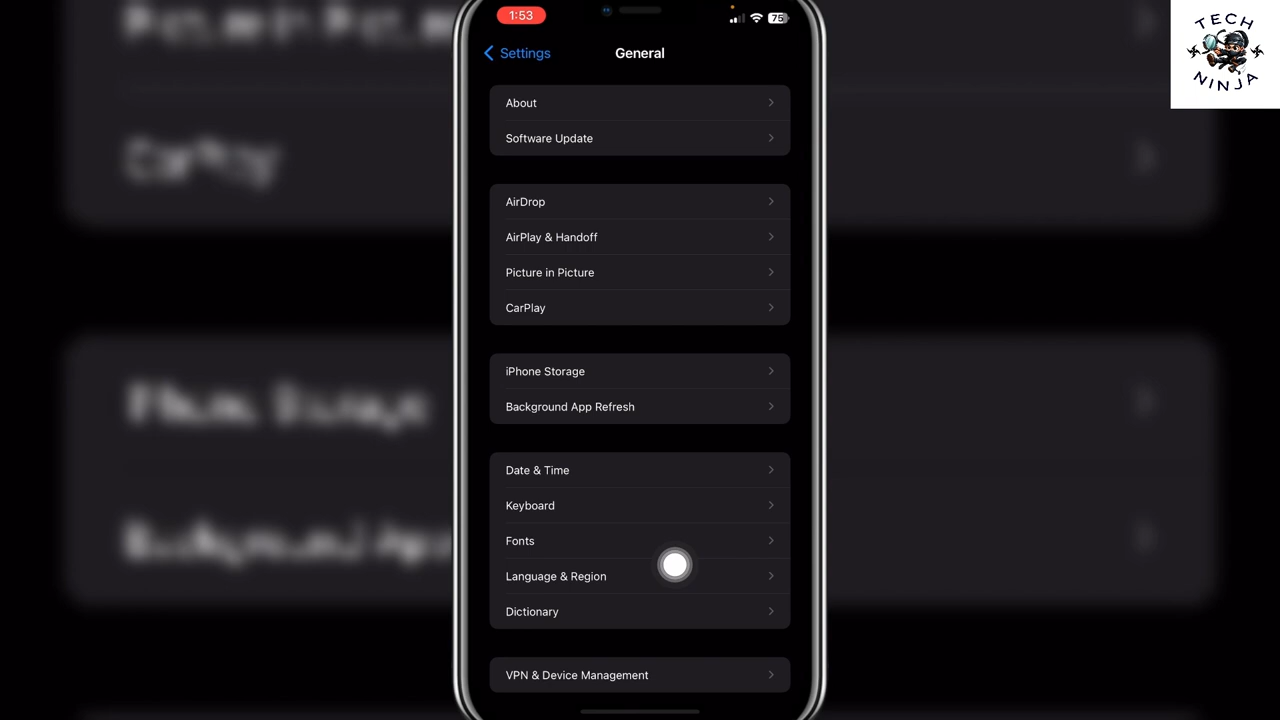 1:53
75
Settings
General
About
Software Update
AirDrop
AirPlay & Handoff
Picture in Picture
CarPlay
iPhone Storage
Background App Refresh
Date & Time
Keyboard
Fonts
Language & Region
Dictionary
VPN & Device Management
TECH
NINJA